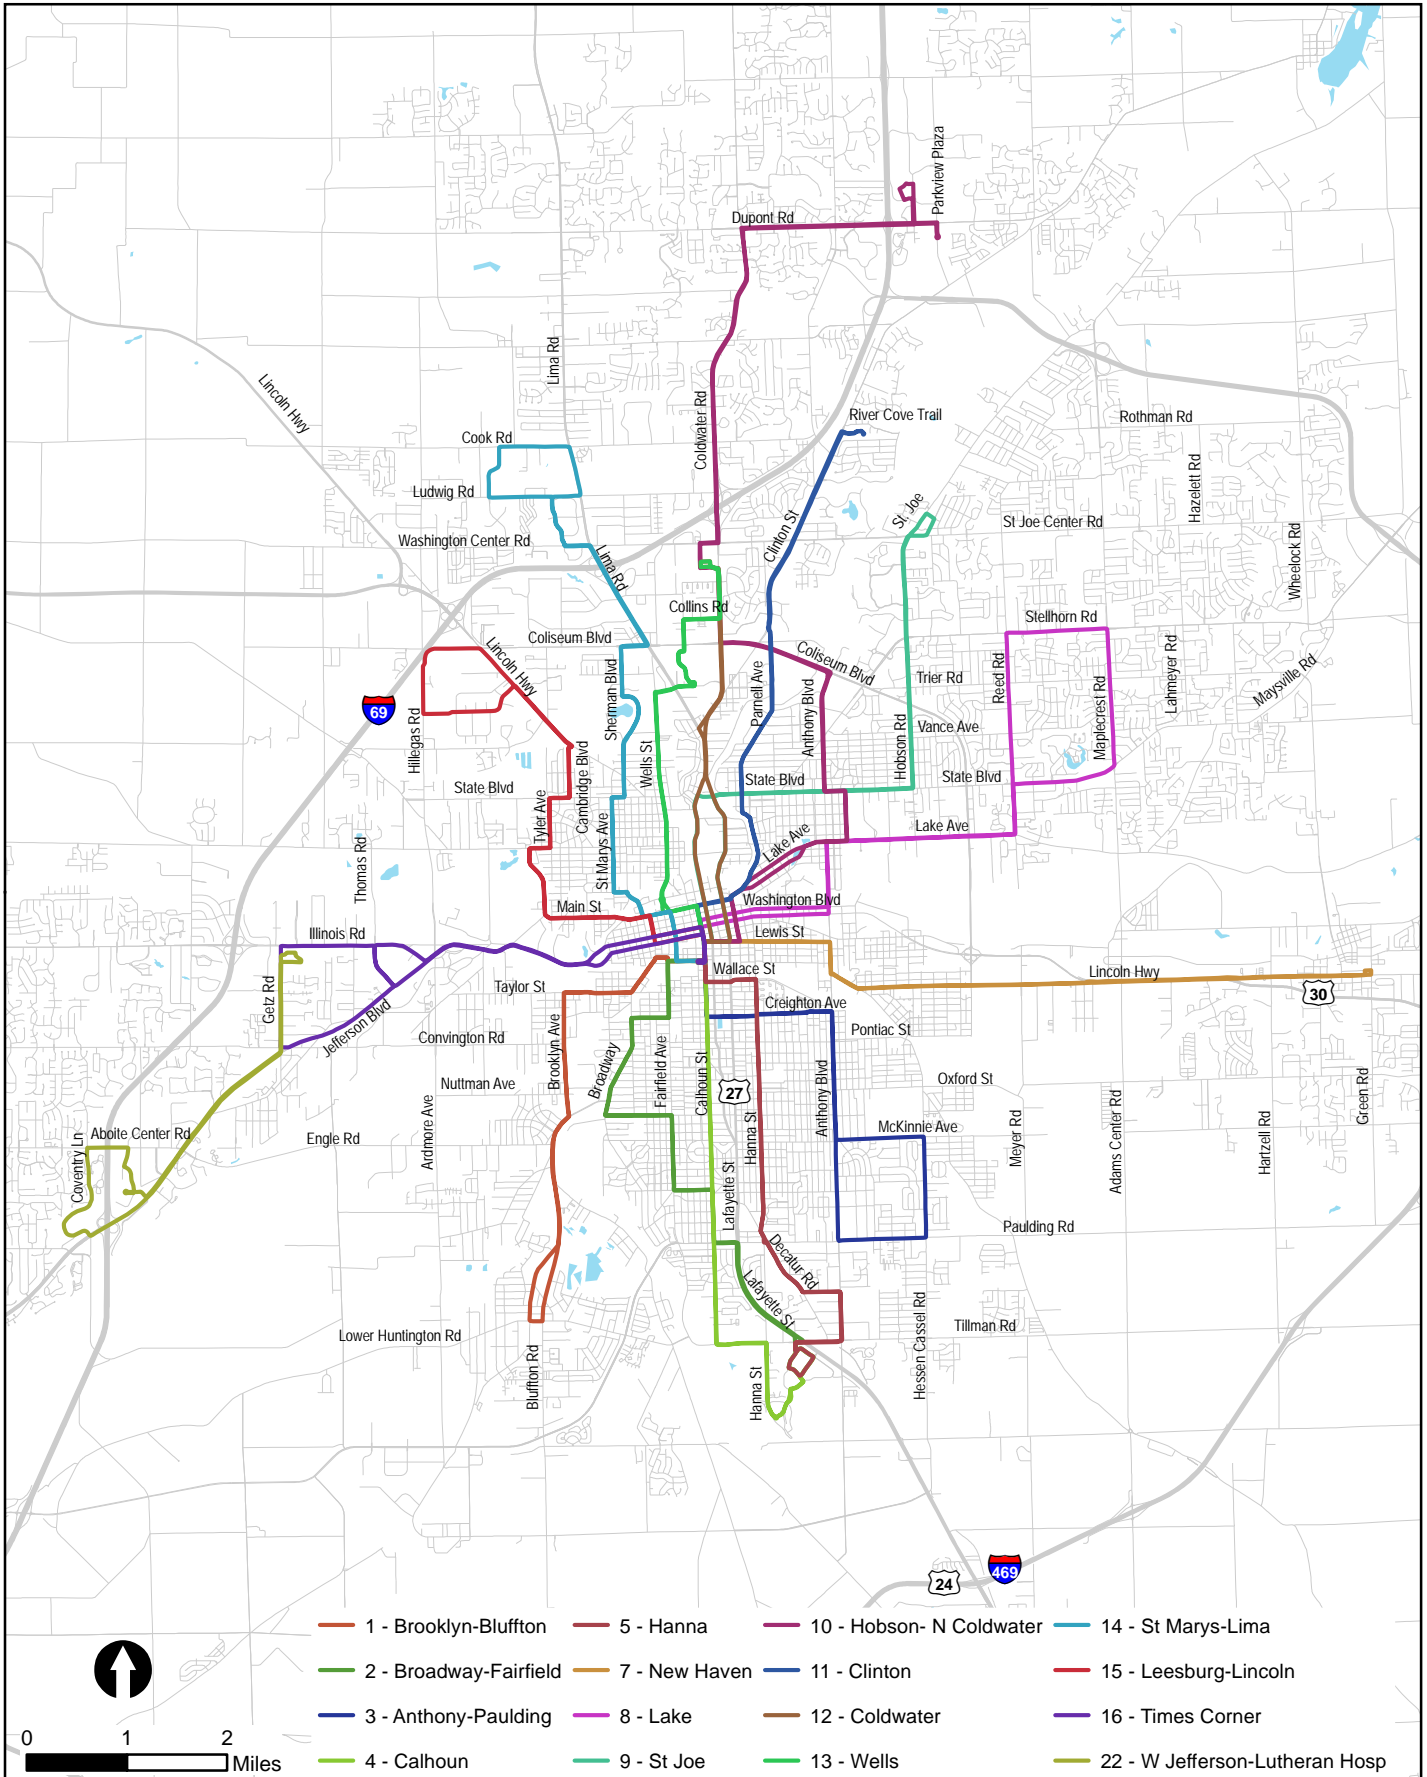 Parkview Plaza
Dupont Rd
Lima Rd
Lincoln Hwy
Coldwater Rd
River Cove Trail
Rothman Rd
Cook Rd
Ludwig Rd
Hazelett Rd
St. Joe
St Joe Center Rd
Washington Center Rd
Clinton St
Wheelock Rd
Lima Rd
Collins Rd
Stellhorn Rd
Coliseum Blvd
Coliseum Blvd
Lincoln Hwy
Sherman Blvd
Parnell Ave
Anthony Blvd
Trier Rd
Reed Rd
Lahmeyer Rd
Maysville Rd
69
Hillegas Rd
Vance Ave
Maplecrest Rd
Hobson Rd
Wells St
Cambridge Blvd
State Blvd
State Blvd
State Blvd
Tyler Ave
St Marys Ave
Lake Ave
Lake Ave
Thomas Rd
Main St
Washington Blvd
Illinois Rd
Lewis St
Wallace St
Lincoln Hwy
30
Getz Rd
Taylor St
Creighton Ave
Jefferson Blvd
Convington Rd
Pontiac St
Brooklyn Ave
Broadway
Fairfield Ave
Calhoun St
27
Anthony Blvd
Nuttman Ave
Oxford St
Green Rd
Ardmore Ave
Hanna St
McKinnie Ave
Meyer Rd
Adams Center Rd
Hartzell Rd
Aboite Center Rd
Engle Rd
Coventry Ln
Lafayette St
Paulding Rd
Decatur Rd
Lafayette St
Lower Huntington Rd
Tillman Rd
Hessen Cassel Rd
Bluffton Rd
Hanna St
24
469
1 - Brooklyn-Bluffton
5 - Hanna
10 - Hobson- N Coldwater
14 - St Marys-Lima
2 - Broadway-Fairfield
7 - New Haven
11 - Clinton
15 - Leesburg-Lincoln
3 - Anthony-Paulding
8 - Lake
12 - Coldwater
16 - Times Corner
4 - Calhoun
9 - St Joe
13 - Wells
22 - W Jefferson-Lutheran Hosp
0 1 2
Miles